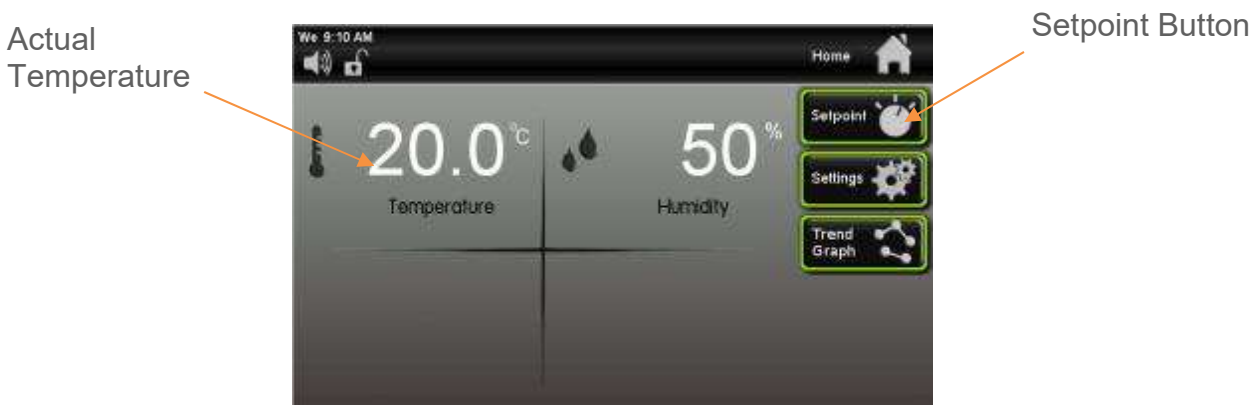 Actual
Temperature
Setpoint Button
We 9:10 AM
Home
Setpoint
20.0 °C
50 %
Temperature
Humidity
Settings
Trend
Graph